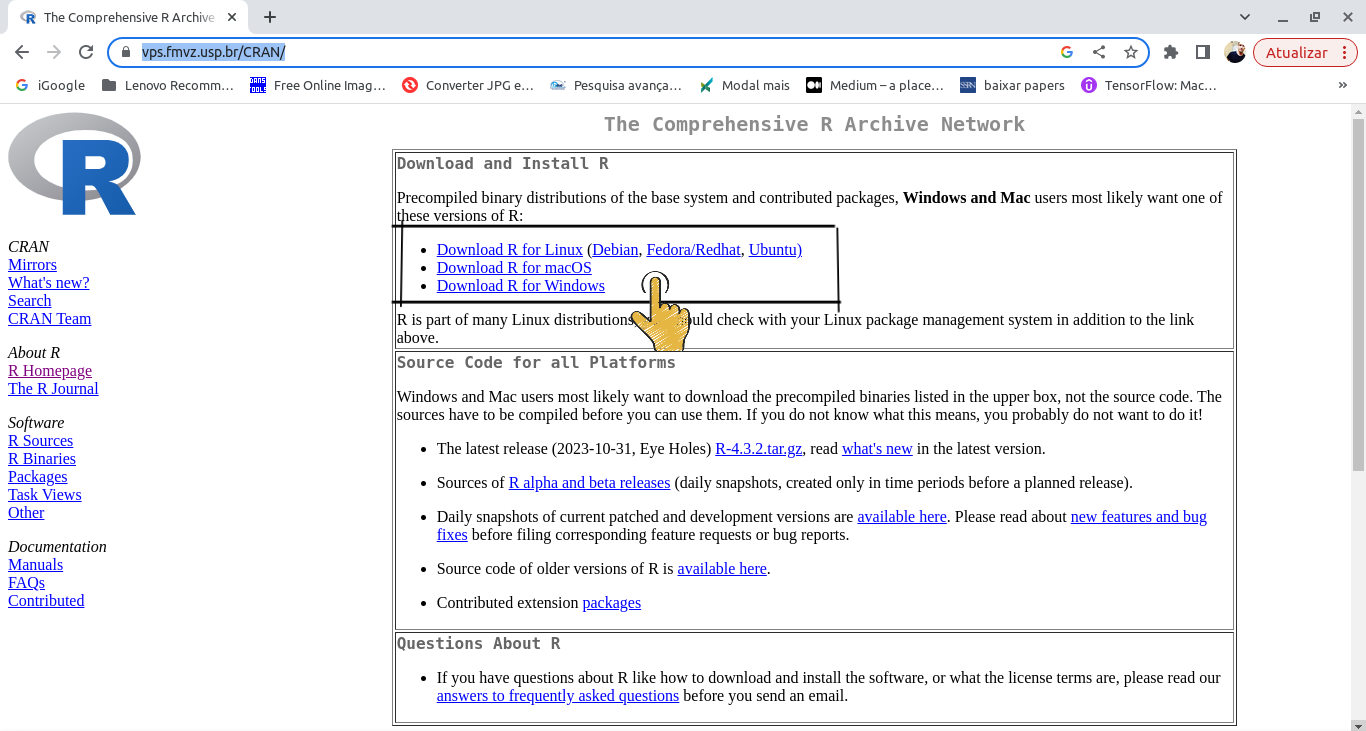 The Comprehensive R Archive
vps.fmvz.usp.br/CRAN/
Atualizar
iGoogle
Lenovo Recomm…
Free Online Imag…
Converter JPG e…
Pesquisa avança…
Modal mais
Medium – a place…
baixar papers
TensorFlow: Mac…
The Comprehensive R Archive Network
R
CRAN
Mirrors
What's new?
Search
CRAN Team
About R
R Homepage
The R Journal
Software
R Sources
R Binaries
Packages
Task Views
Other
Documentation
Manuals
FAQs
Contributed
Download and Install R
Precompiled binary distributions of the base system and contributed packages, Windows and Mac users most likely want one of
these versions of R:
• Download R for Linux (Debian, Fedora/Redhat, Ubuntu)
• Download R for macOS
• Download R for Windows
R is part of many Linux distributions, check with your Linux package management system in addition to the link
above.
Source Code for all Platforms
Windows and Mac users most likely want to download the precompiled binaries listed in the upper box, not the source code. The
sources have to be compiled before you can use them. If you do not know what this means, you probably do not want to do it!
• The latest release (2023-10-31, Eye Holes) R-4.3.2.tar.gz, read what's new in the latest version.
• Sources of R alpha and beta releases (daily snapshots, created only in time periods before a planned release).
• Daily snapshots of current patched and development versions are available here. Please read about new features and bug
fixes before filing corresponding feature requests or bug reports.
• Source code of older versions of R is available here.
• Contributed extension packages
Questions About R
• If you have questions about R like how to download and install the software, or what the license terms are, please read our
answers to frequently asked questions before you send an email.